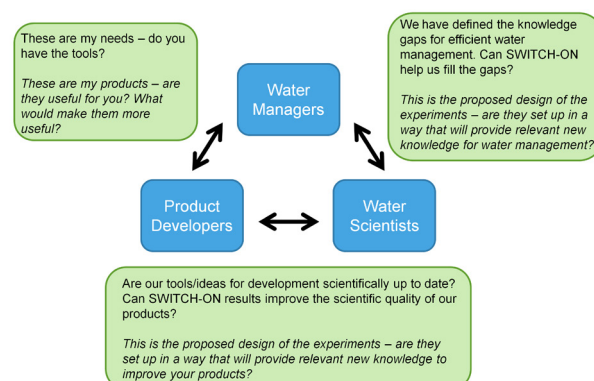 These are my needs – do you
have the tools?
These are my products – are
they useful for you? What
would make them more
useful?
We have defined the knowledge
gaps for efficient water
management. Can SWITCH-ON
help us fill the gaps?
This is the proposed design of the
experiments – are they set up in a
way that will provide relevant new
knowledge for water management?
Water
Managers
Product
Developers
Water
Scientists
Are our tools/ideas for development scientifically up to date?
Can SWITCH-ON results improve the scientific quality of our
products?
This is the proposed design of the experiments – are they
set up in a way that will provide relevant new knowledge to
improve your products?